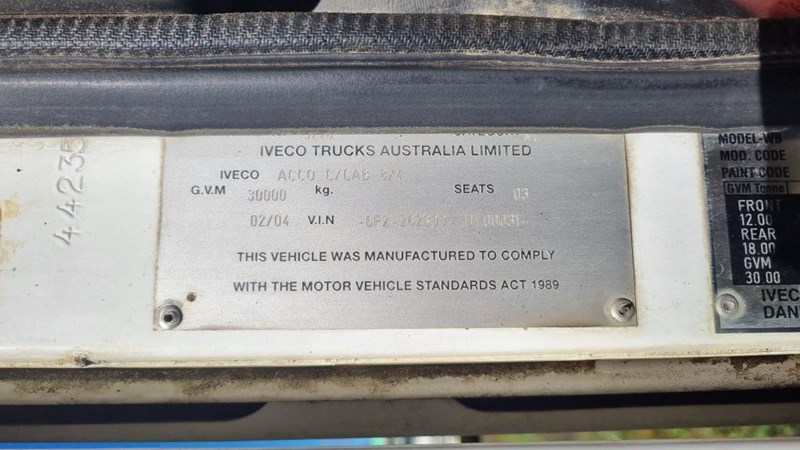 IVECO TRUCKS AUSTRALIA LIMITED
IVECO ACCO C/CAB 8/4
G.V.M 30000 kg. SEATS 03
02/04 V.I.N
THIS VEHICLE WAS MANUFACTURED TO COMPLY
WITH THE MOTOR VEHICLE STANDARDS ACT 1989
44235
MODEL-WB
MOD. CODE
PAINT CODE
GVM Tonne
FRONT
12.00
REAR
18.00
GVM
30.00
IVEC
DAN